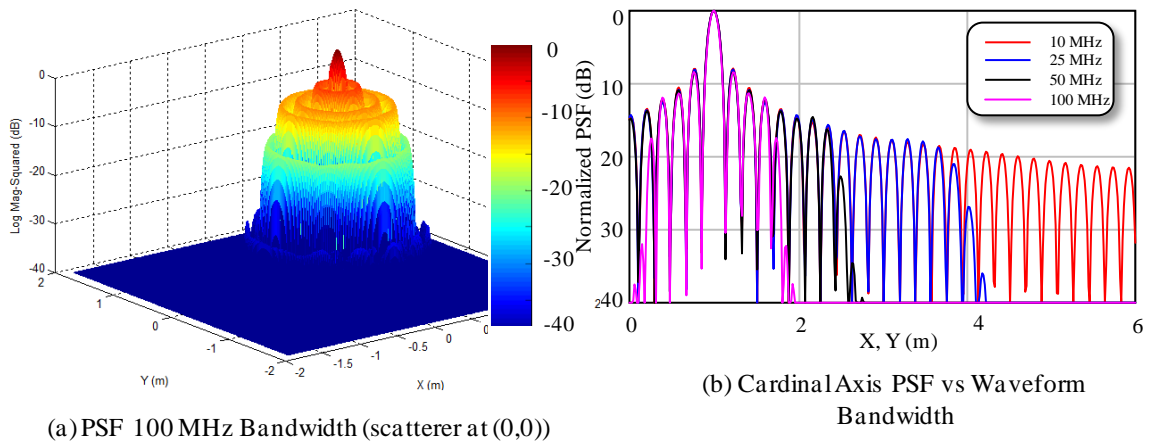 0
-10
-20
-30
-40
Log Mag-Squared (dB)
2
1
0
-1
-2
Y (m)
-2
-1.5
-1
-0.5
0
0
X (m)
0
-10
-20
-30
-40
(a) PSF 100 MHz Bandwidth (scatterer at (0,0))
0
10
20
30
2 40
Normalized PSF (dB)
10 MHz
25 MHz
50 MHz
100 MHz
0
2
4
6
X, Y (m)
(b) Cardinal Axis PSF vs Waveform
Bandwidth